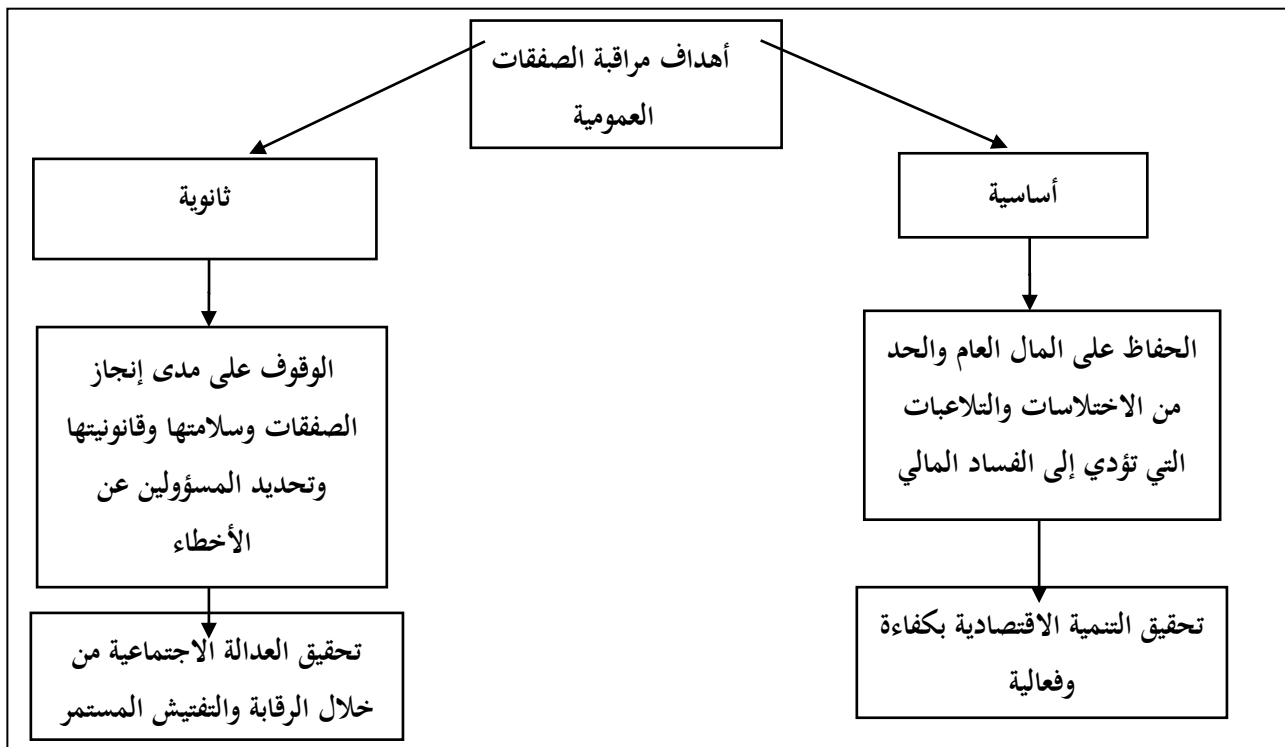 أهداف مراقبة الصفقات
العمومية
أساسية
ثانوية
الحفاظ على المال العام والحد
من الاختلاسات والتلاعبات
التي تؤدي إلى الفساد المالي
الوقوف على مدى إنجاز
الصفقات وسلامتها وقانونيتها
وتحديد المسؤولين عن
الأخطاء
تحقيق التنمية الاقتصادية بكفاءة
وفعالية
تحقيق العدالة الاجتماعية من
خلال الرقابة والتفتيش المستمر